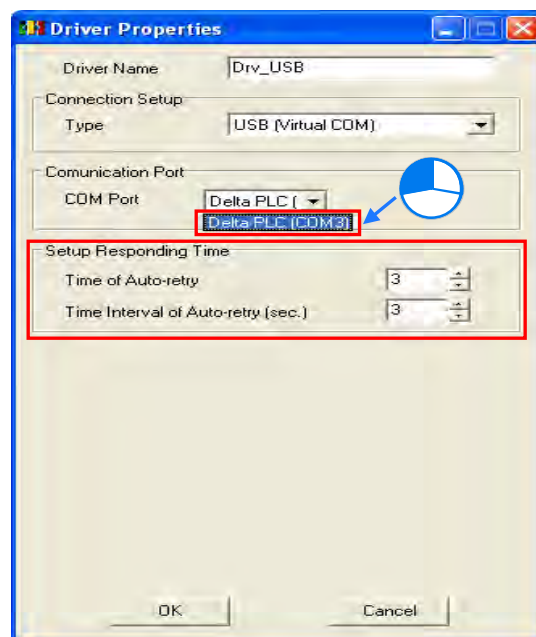 Driver Properties
Driver Name Drv_USB
Connection Setup
Type USB (Virtual COM)
Comunication Port
COM Port Delta PLC (
Delta PLC (COM3)
Setup Responding Time
Time of Auto-retry 3
Time Interval of Auto-retry (sec.) 3
OK Cancel